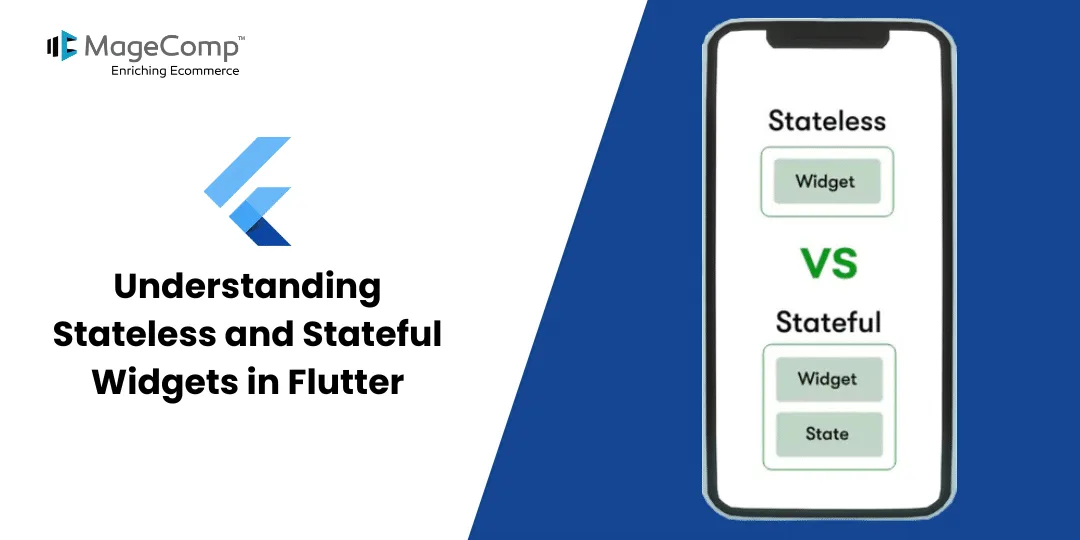 MageComp™
Enriching Ecommerce
Understanding
Stateless and Stateful
Widgets in Flutter
Stateless
Widget
VS
Stateful
Widget
State